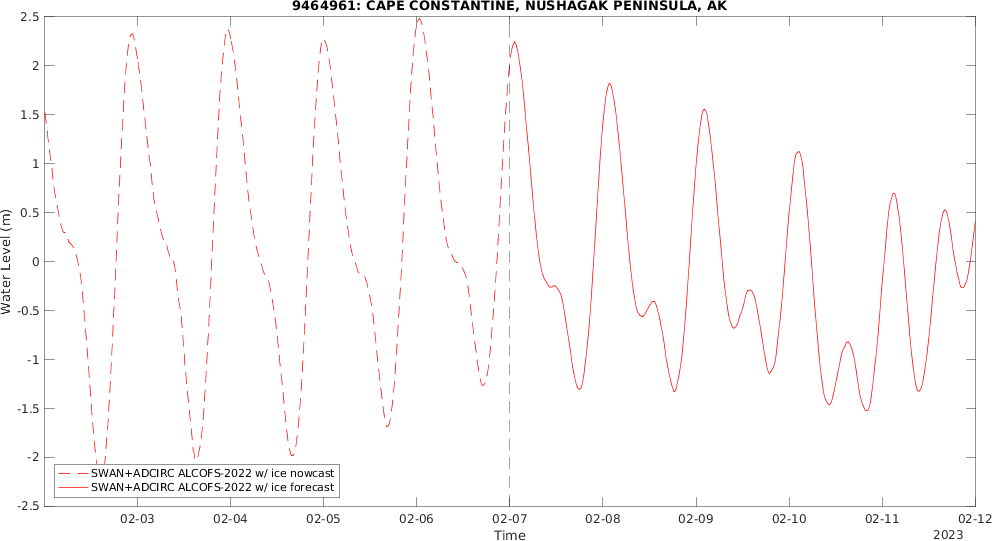 9464961: CAPE CONSTANTINE, NUSHAGAK PENINSULA, AK
2.5
2
1.5
1
0.5
0
-0.5
-1
-1.5
-2
-2.5
Water Level (m)
SWAN+ADCIRC ALCOFS-2022 w/ ice nowcast
SWAN+ADCIRC ALCOFS-2022 w/ ice forecast
02-03 02-04 02-05 02-06 02-07 02-08 02-09 02-10 02-11 02-12
Time
2023